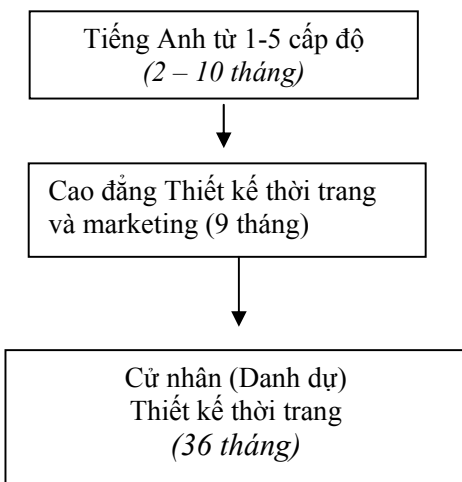 Tiếng Anh từ 1-5 cấp độ
(2 – 10 tháng)
Cao đẳng Thiết kế thời trang
và marketing (9 tháng)
Cử nhân (Danh dự)
Thiết kế thời trang
(36 tháng)